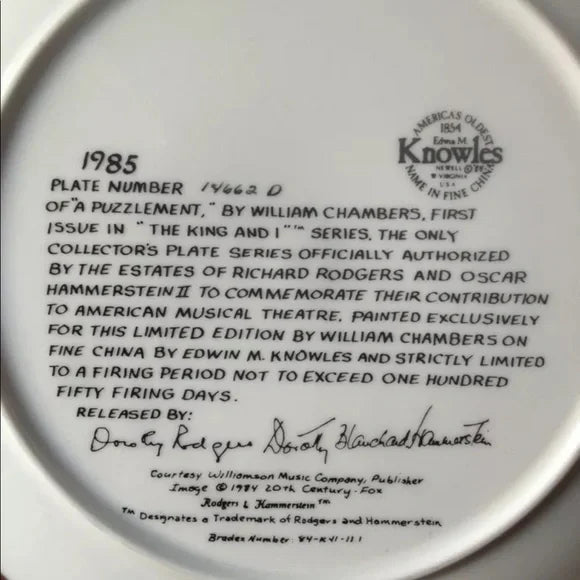 AMERICA'S OLDEST
1854
Edwin M.
Knowles
NEWELL
W VIRGINIA
U S A
NAME IN FINE CHINA
1985
PLATE NUMBER 14662 D
OF "A PUZZLEMENT," BY WILLIAM CHAMBERS, FIRST
ISSUE IN "THE KING AND I"™ SERIES, THE ONLY
COLLECTOR'S PLATE SERIES OFFICIALLY AUTHORIZED
BY THE ESTATES OF RICHARD RODGERS AND OSCAR
HAMMERSTEIN II TO COMMEMORATE THEIR CONTRIBUTION
TO AMERICAN MUSICAL THEATRE. PAINTED EXCLUSIVELY
FOR THIS LIMITED EDITION BY WILLIAM CHAMBERS ON
FINE CHINA BY EDWIN M. KNOWLES AND STRICTLY LIMITED
TO A FIRING PERIOD NOT TO EXCEED ONE HUNDRED
FIFTY FIRING DAYS.
RELEASED BY:
Dorothy Rodgers Dorothy Blanchard Hammerstein
Courtesy Williamson Music Company, Publisher
Image © 1984 20th Century-Fox
Rodgers & Hammerstein™
™ Designates a Trademark of Rodgers and Hammerstein
Bradex Number: 84-K41-11.1